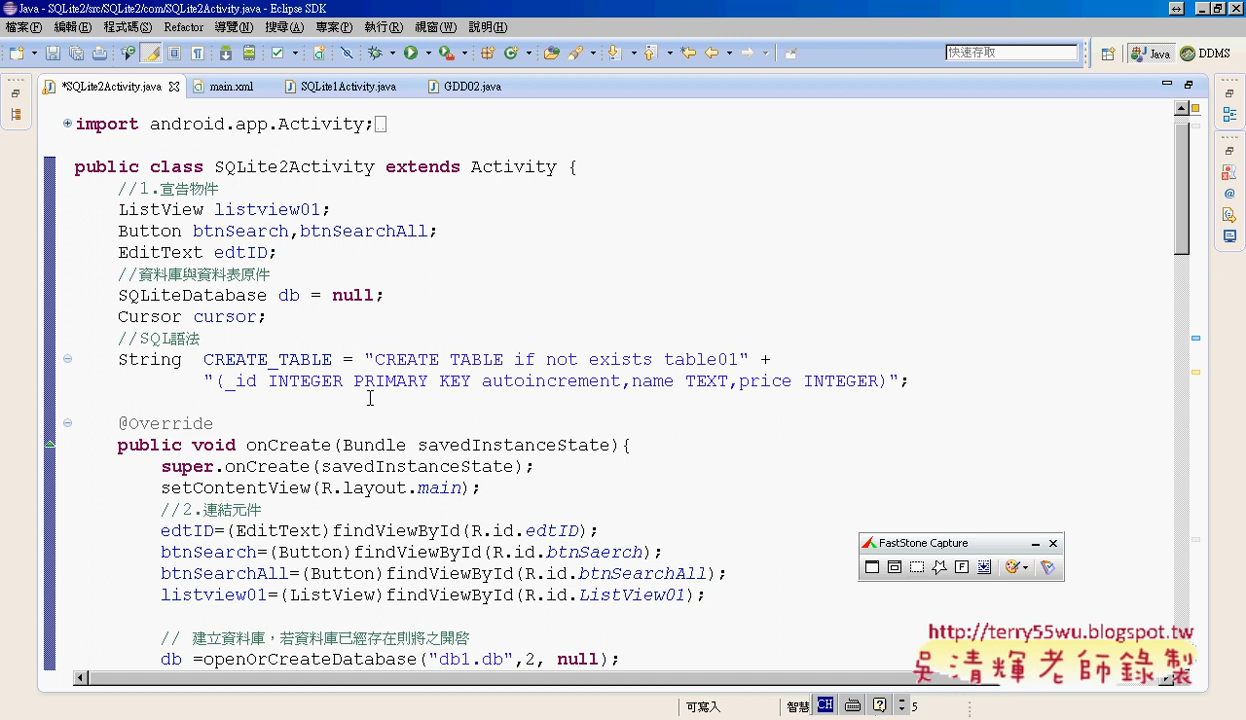 Java - SQLite2/src/SQLite2/com/SQLite2Activity.java - Eclipse SDK
檔案(F) 編輯(E) 程式碼(S) Refactor 導覽(N) 搜尋(A) 專案(P) 執行(R) 視窗(W) 說明(H)
快速存取
Java DDMS
*SQLite2Activity.java main.xml SQLite1Activity.java GDD02.java
import android.app.Activity;
public class SQLite2Activity extends Activity {
//1.宣告物件
ListView listview01;
Button btnSearch,btnSearchAll;
EditText edtID;
//資料庫與資料表原件
SQLiteDatabase db = null;
Cursor cursor;
//SQL語法
String CREATE_TABLE = "CREATE TABLE if not exists table01" +
"(_id INTEGER PRIMARY KEY autoincrement,name TEXT,price INTEGER)";
@Override
public void onCreate(Bundle savedInstanceState){
super.onCreate(savedInstanceState);
setContentView(R.layout.main);
//2.連結元件
edtID=(EditText)findViewById(R.id.edtID);
btnSearch=(Button)findViewById(R.id.btnSaerch);
btnSearchAll=(Button)findViewById(R.id.btnSearchAll);
listview01=(ListView)findViewById(R.id.ListView01);
// 建立資料庫，若資料庫已經存在則將之開啟
db =openOrCreateDatabase("db1.db",2, null);
FastStone Capture
http://terry55wu.blogspot.tw
吳清輝老師錄製
可寫入 智慧 CH 5